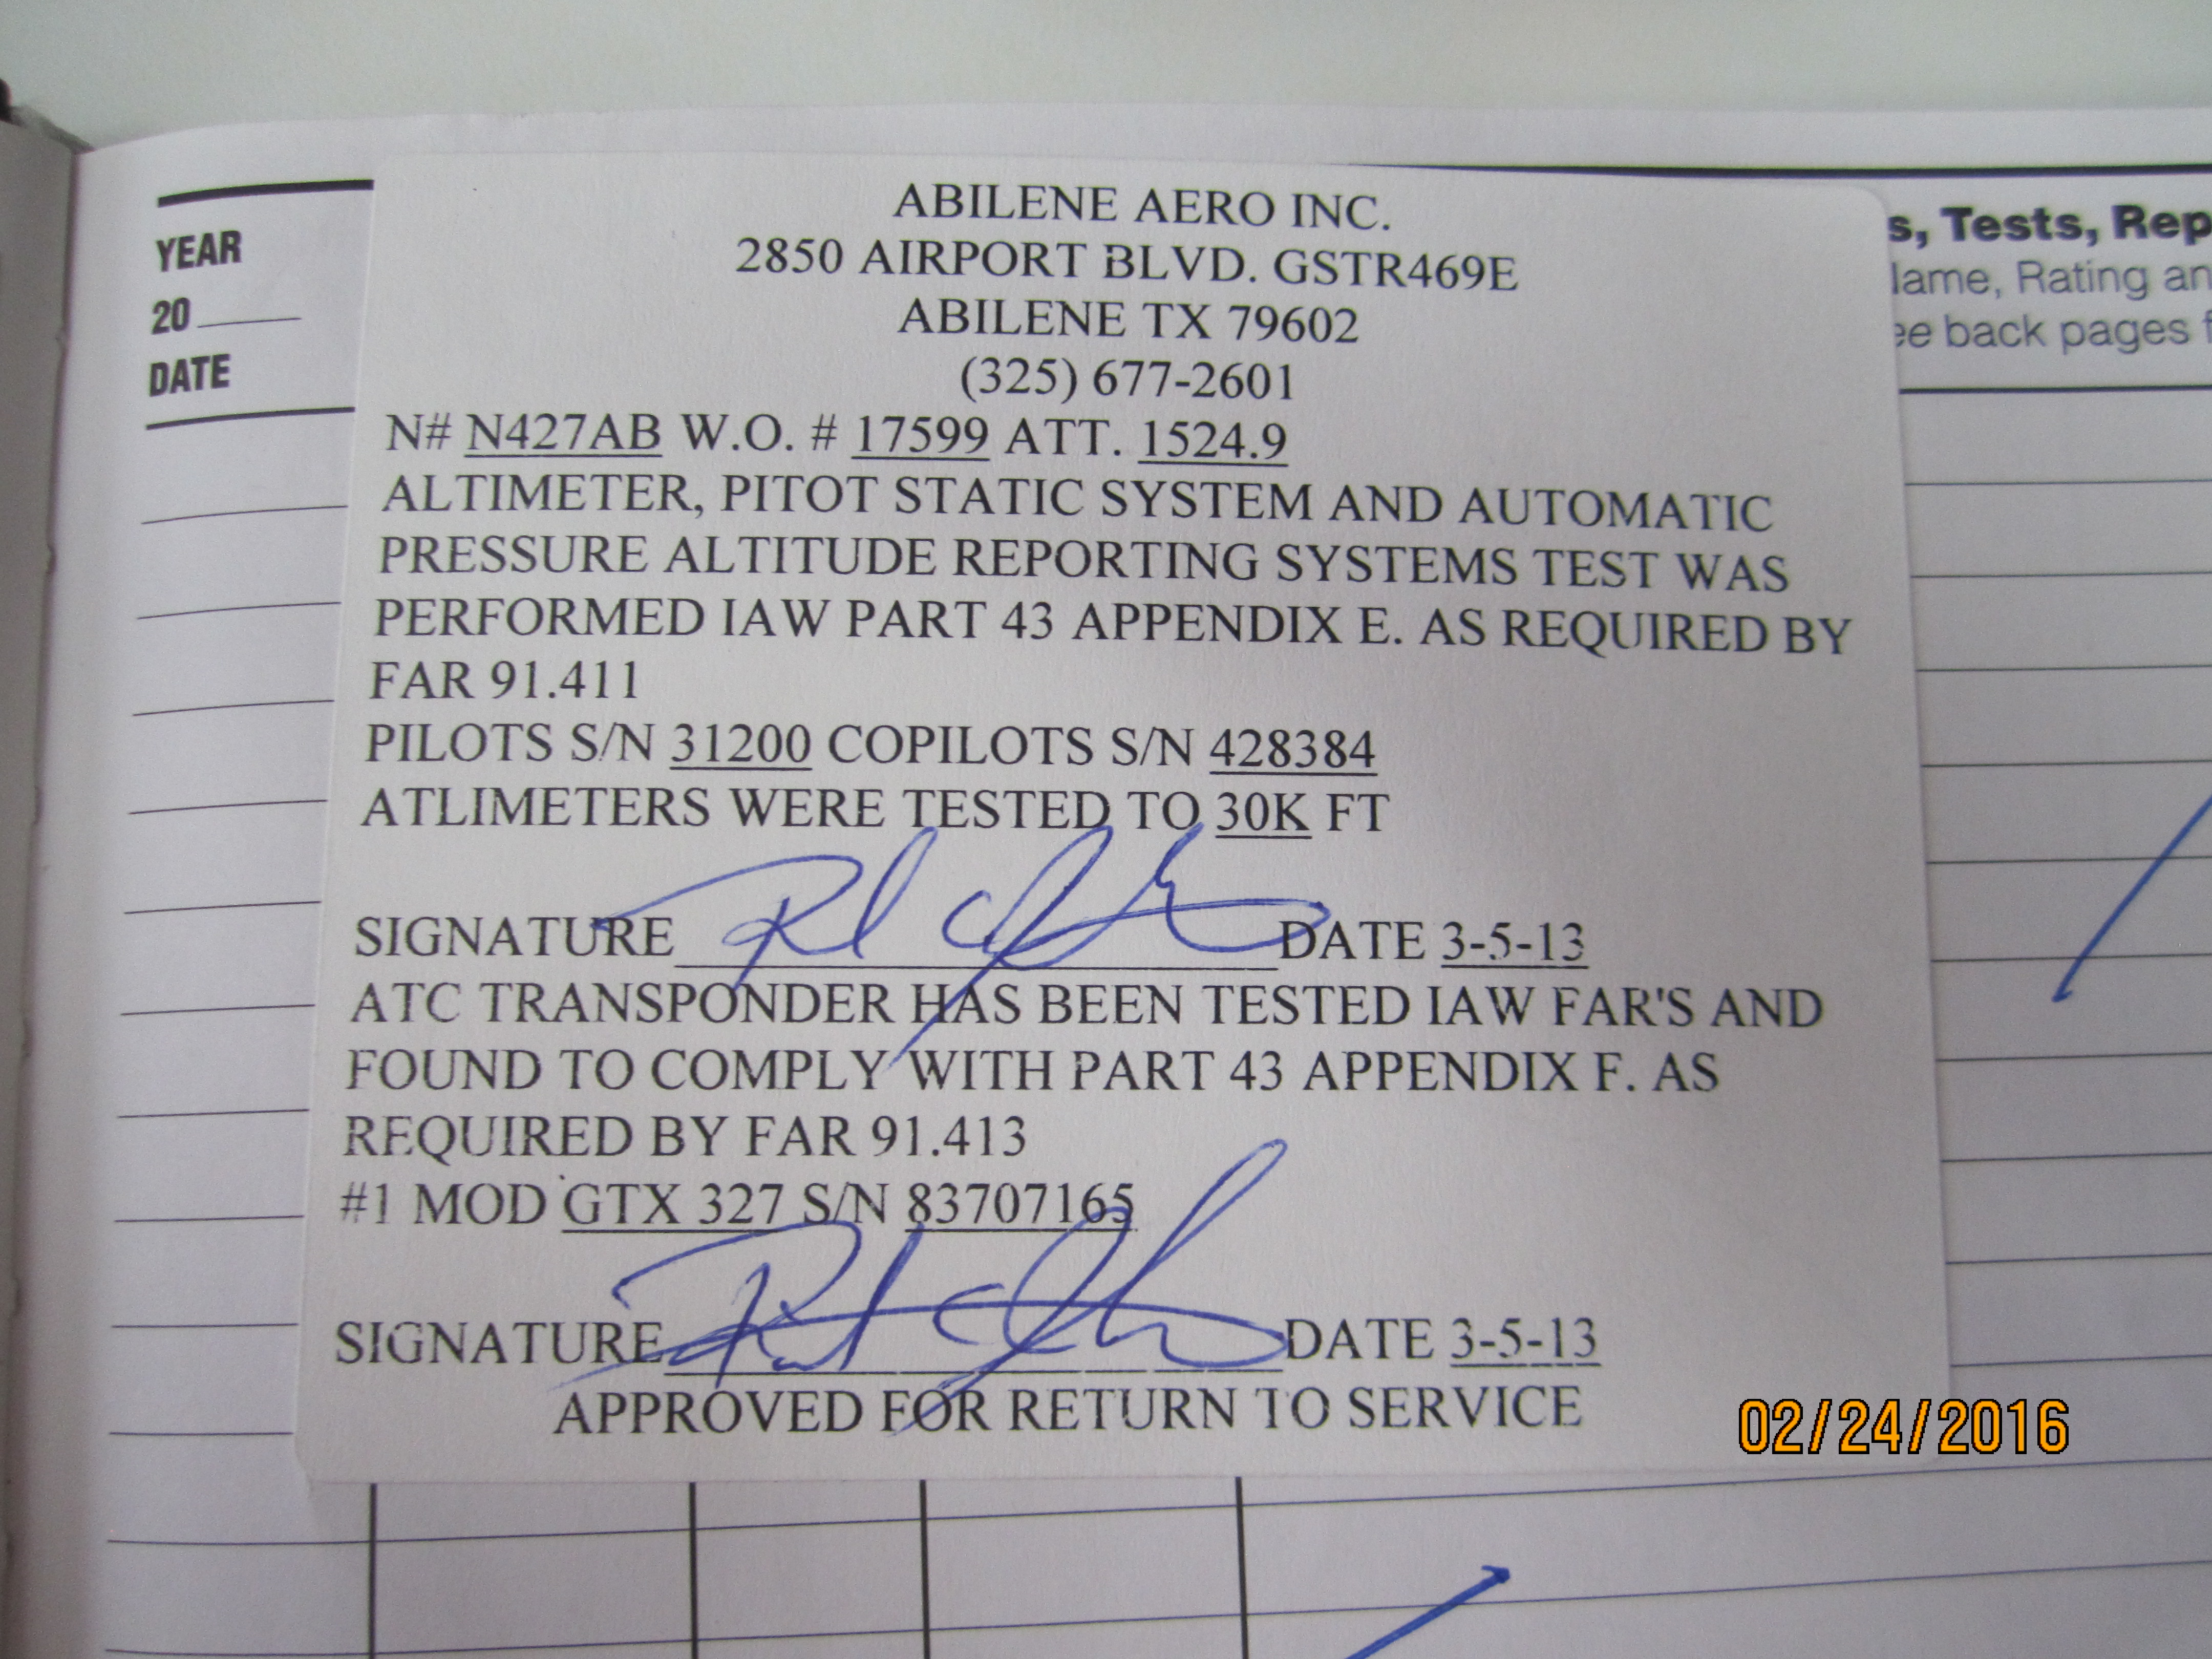 YEAR
20
DATE
s, Tests, Rep
ame, Rating an
ee back pages f
ABILENE AERO INC.
2850 AIRPORT BLVD. GSTR469E
ABILENE TX 79602
(325) 677-2601
N# N427AB W.O. # 17599 ATT. 1524.9
ALTIMETER, PITOT STATIC SYSTEM AND AUTOMATIC
PRESSURE ALTITUDE REPORTING SYSTEMS TEST WAS
PERFORMED IAW PART 43 APPENDIX E. AS REQUIRED BY
FAR 91.411
PILOTS S/N 31200 COPILOTS S/N 428384
ATLIMETERS WERE TESTED TO 30K FT
SIGNATURE DATE 3-5-13
ATC TRANSPONDER HAS BEEN TESTED IAW FAR'S AND
FOUND TO COMPLY WITH PART 43 APPENDIX F. AS
REQUIRED BY FAR 91.413
#1 MOD GTX 327 S/N 83707165
SIGNATURE DATE 3-5-13
APPROVED FOR RETURN TO SERVICE
02/24/2016